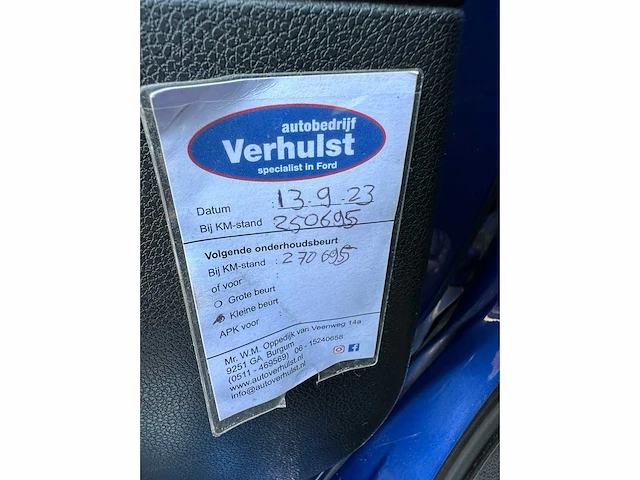 autobedrijf
Verhulst
specialist in Ford
Datum : 13.9.23
Bij KM-stand 250695
Volgende onderhoudsbeurt
Bij KM-stand : 270695
of voor :
Grote beurt
Kleine beurt
APK voor :
Mr. W.M. Oppedijk van Veenweg 14a
9251 GA Burgum
(0511 - 469569) 06 - 15240658
www.autoverhulst.nl
info@autoverhulst.nl